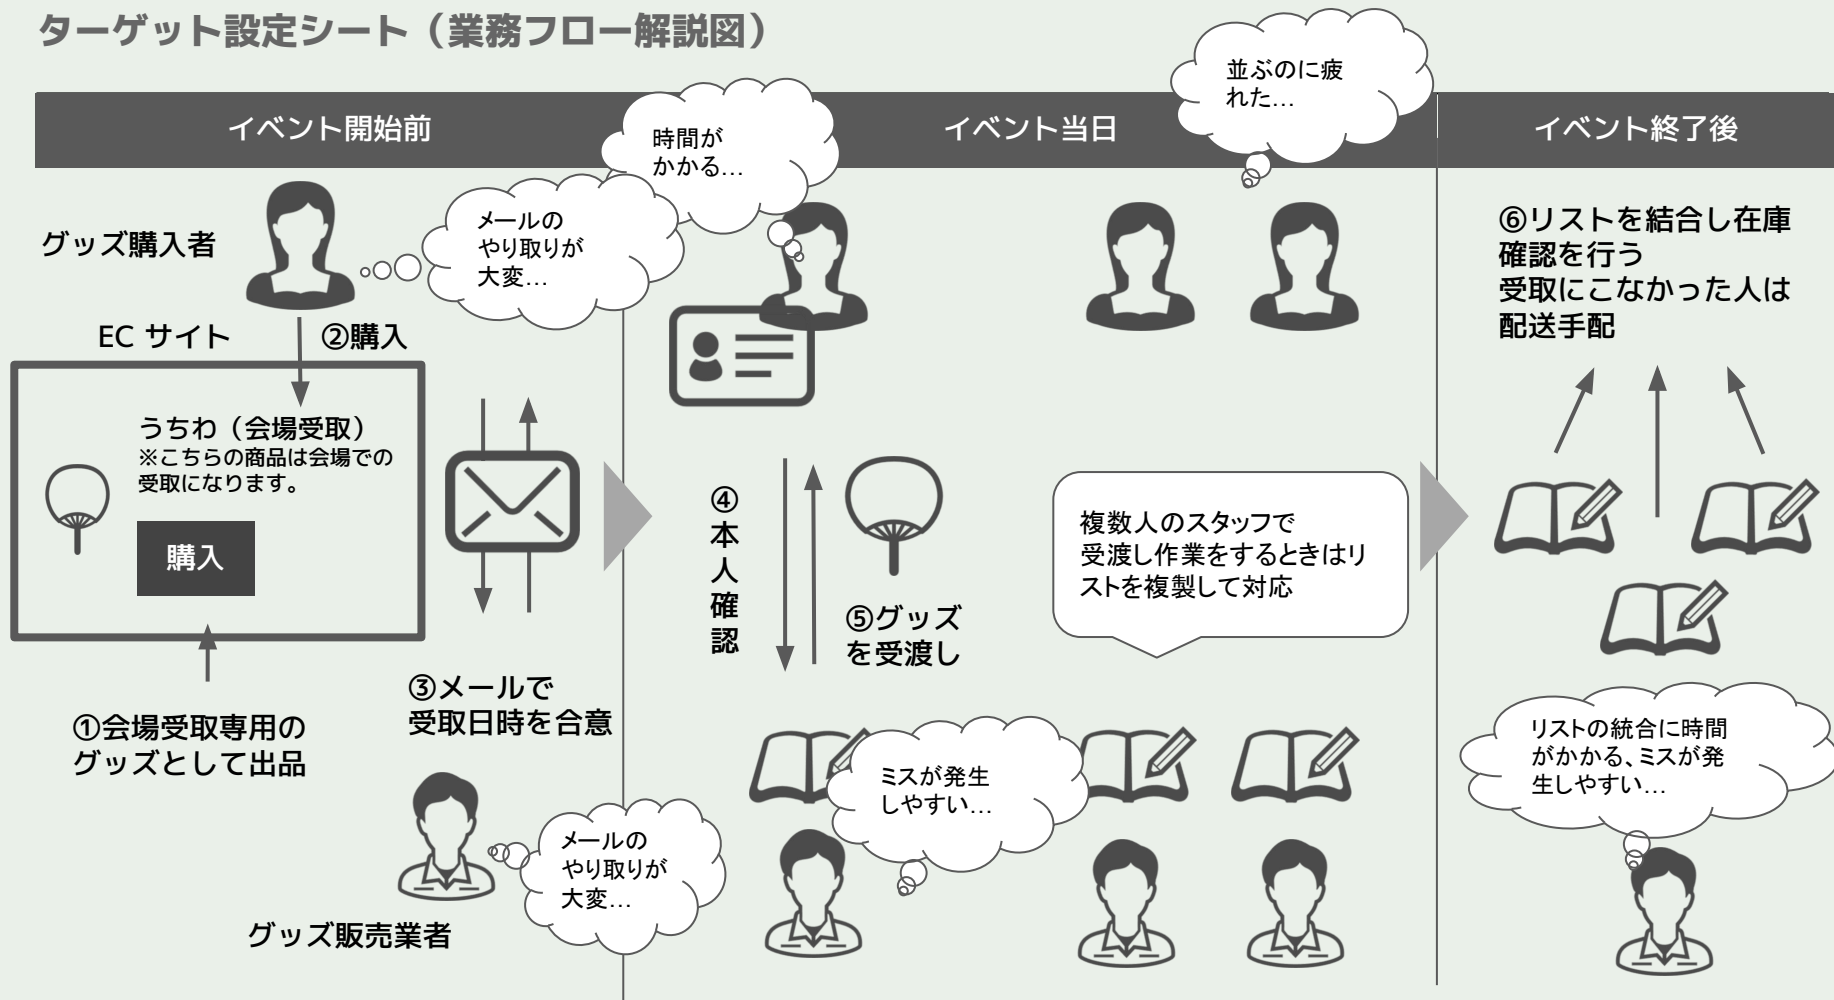 ターゲット設定シート（業務フロー解説図）
イベント開始前
イベント当日
イベント終了後
グッズ購入者
メールの
やり取りが
大変…
EC サイト
②購入
うちわ（会場受取）
※こちらの商品は会場での
受取になります。
購入
①会場受取専用の
グッズとして出品
③メールで
受取日時を合意
メールの
やり取りが
大変…
グッズ販売業者
時間が
かかる…
並ぶのに疲
れた…
④
本
人
確
認
⑤グッズ
を受渡し
複数人のスタッフで
受渡し作業をするときはリ
ストを複製して対応
ミスが発生
しやすい…
⑥リストを結合し在庫
確認を行う
受取にこなかった人は
配送手配
リストの統合に時間
がかかる、ミスが発
生しやすい…